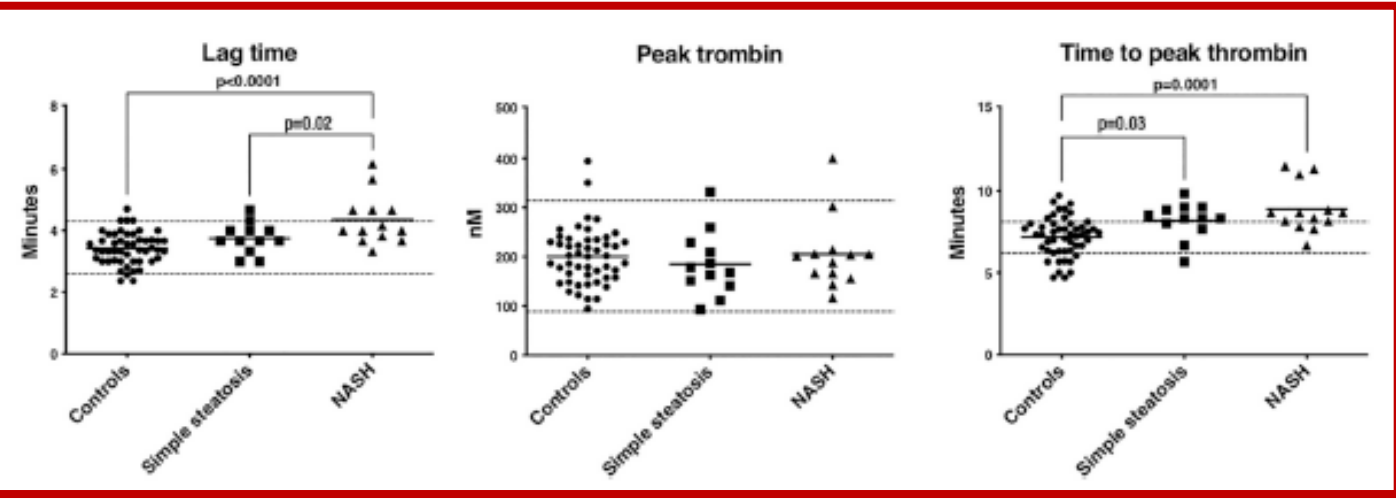 Lag time
p<0.0001
p=0.02
Minutes
8
6
4
2
0
Controls
Simple steatosis
NASH
Peak trombin
nM
500
400
300
200
100
0
Controls
Simple steatosis
NASH
Time to peak thrombin
p=0.0001
p=0.03
Minutes
15
10
5
0
Controls
Simple steatosis
NASH